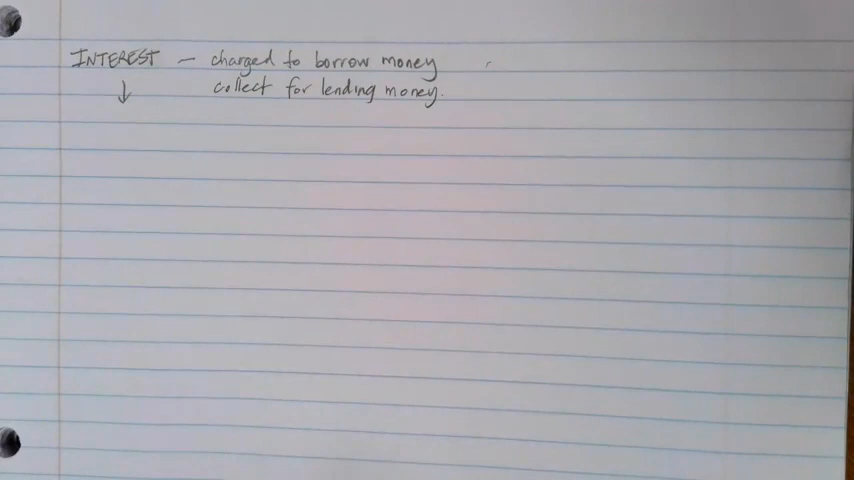 INTEREST — charged to borrow money
↓ collect for lending money.